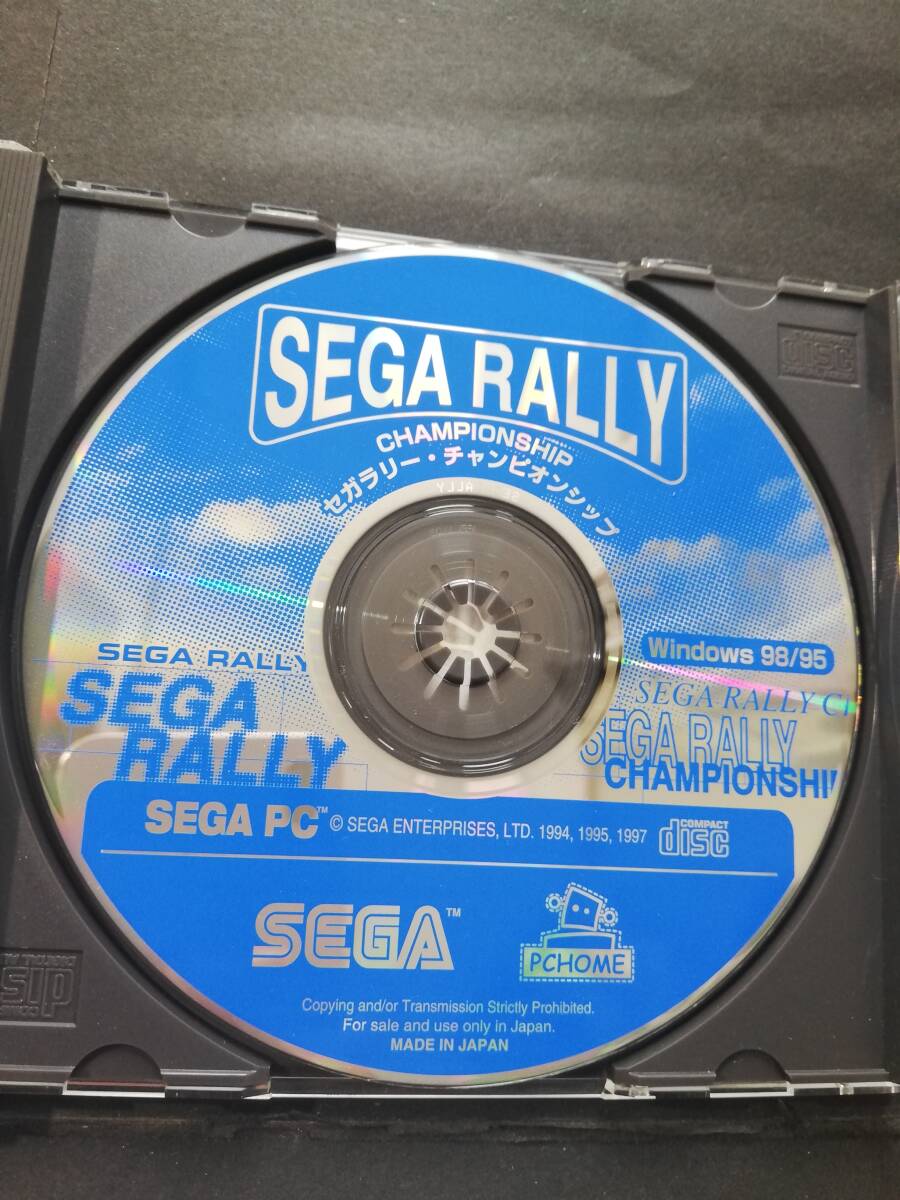 SEGA RALLY
CHAMPIONSHIP
セガラリー・チャンピオンシップ
Windows 98/95
SEGA RALLY
SEGA
RALLY
SEGA RALLY C
SEGA RALLY
CHAMPIONSHI
SEGA PC™ © SEGA ENTERPRISES, LTD. 1994, 1995, 1997
COMPACT
disc
SEGA™
PCHOME
Copying and/or Transmission Strictly Prohibited.
For sale and use only in Japan.
MADE IN JAPAN
disc
disc